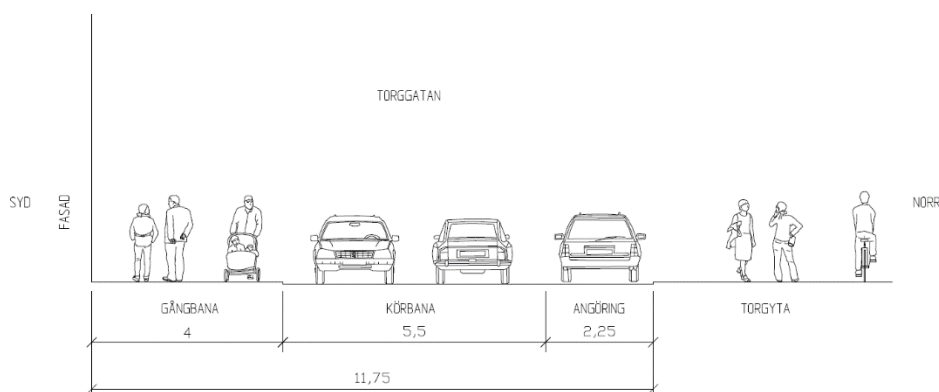 TORGGATAN
SYD
FASAD
NORR
GÅNGBANA
KÖRBANA
ANGÖRING
TORGYTA
4
5,5
2,25
11,75